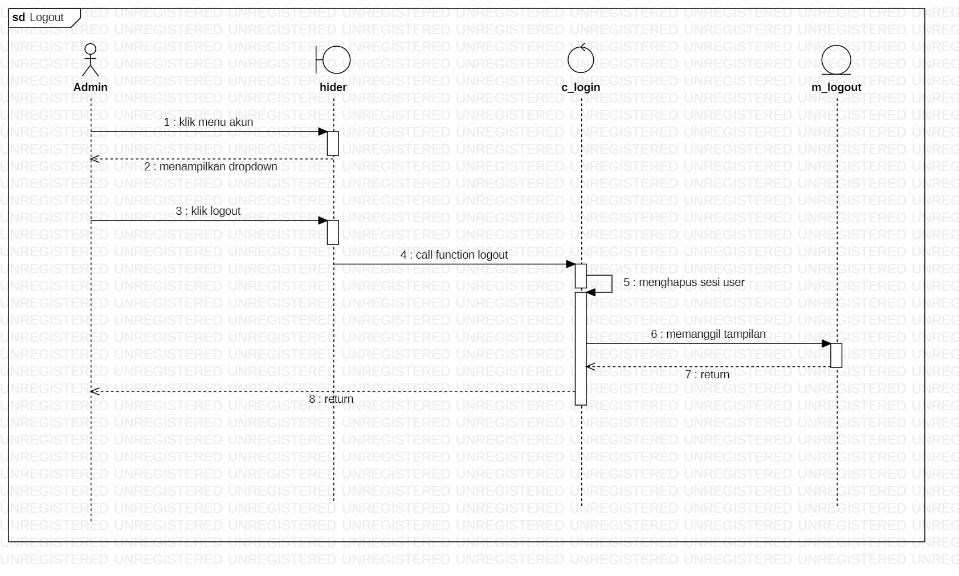 sd Logout
Admin
hider
c_login
m_logout
1 : klik menu akun
2 : menampilkan dropdown
3 : klik logout
4 : call function logout
5 : menghapus sesi user
6 : memanggil tampilan
7 : return
8 : return
UNREGISTERED